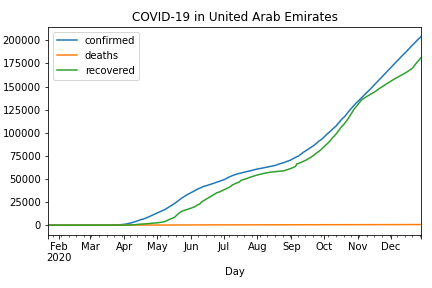 COVID-19 in United Arab Emirates
confirmed
deaths
recovered
200000
175000
150000
125000
100000
75000
50000
25000
0
Feb Mar Apr May Jun Jul Aug Sep Oct Nov Dec
2020
Day